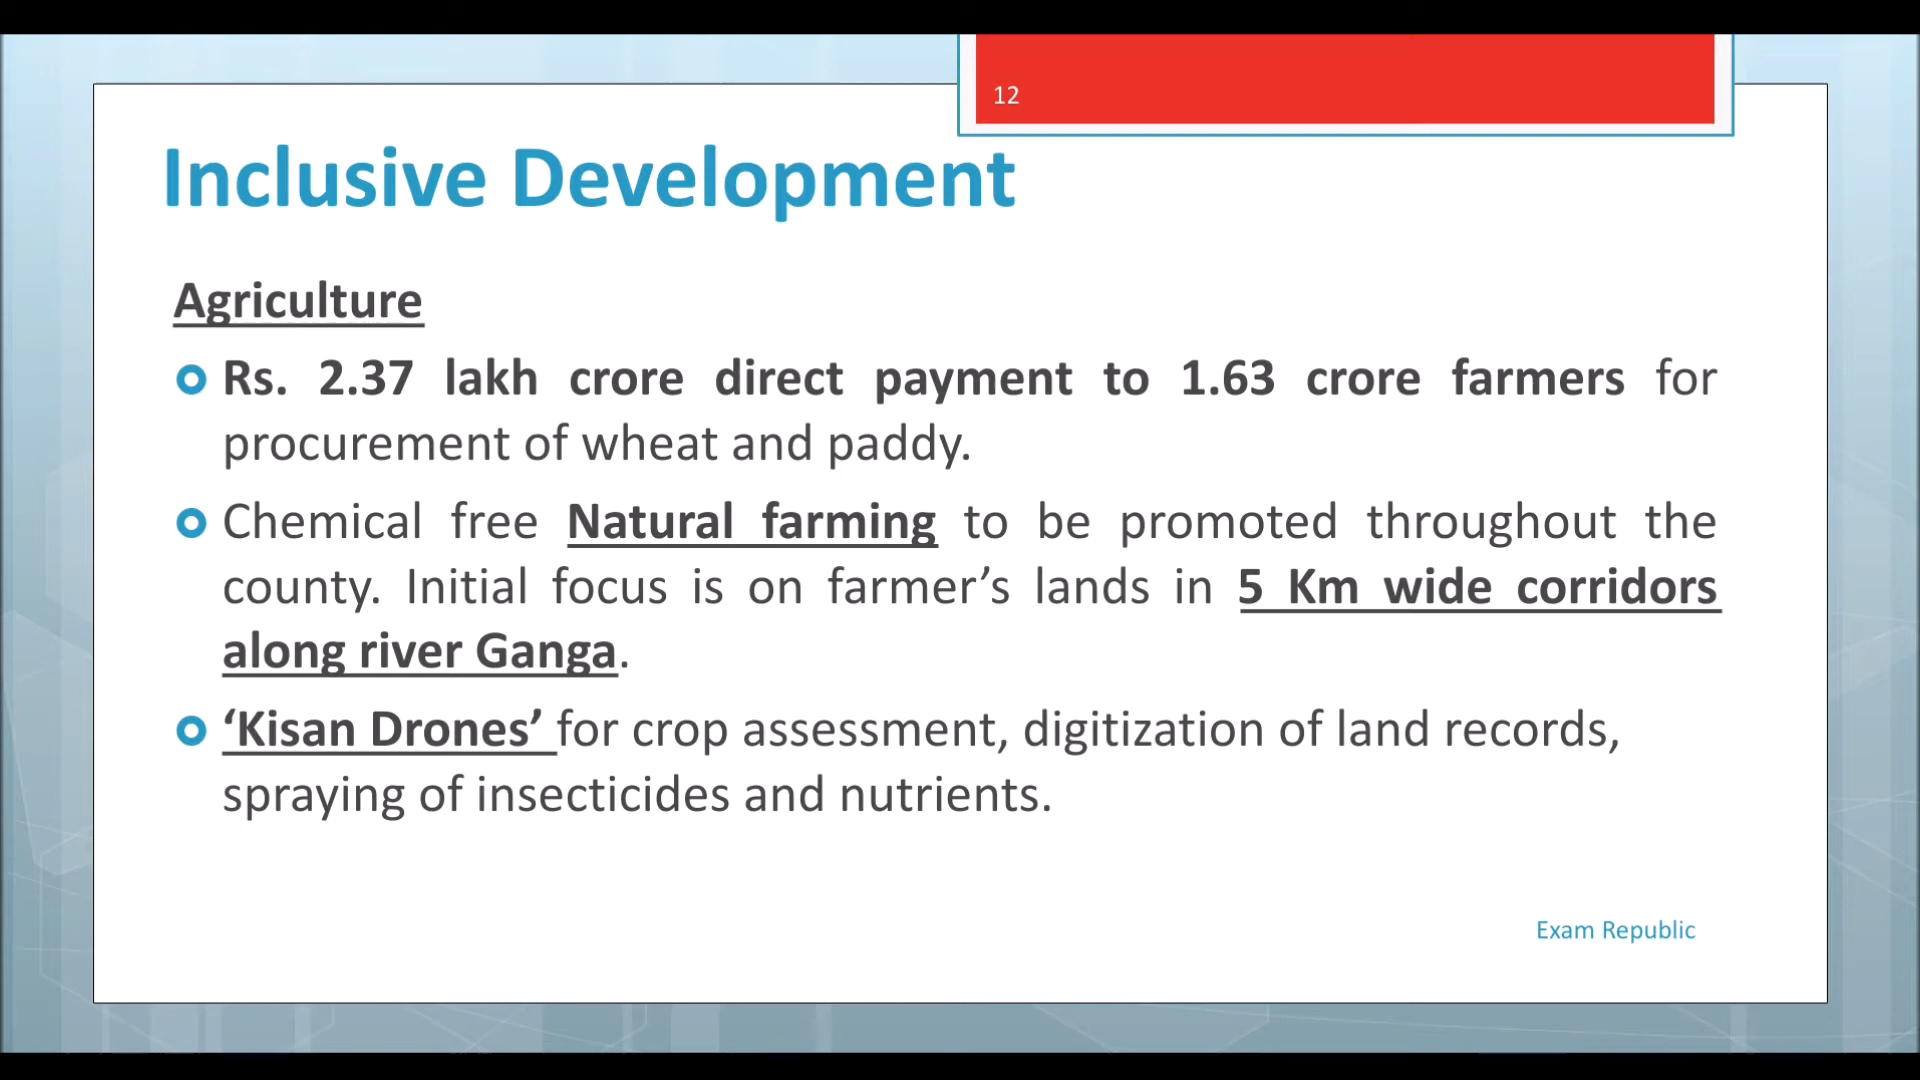 12
Inclusive Development
Agriculture
Rs. 2.37 lakh crore direct payment to 1.63 crore farmers for
procurement of wheat and paddy.
Chemical free Natural farming to be promoted throughout the
county. Initial focus is on farmer’s lands in 5 Km wide corridors
along river Ganga.
‘Kisan Drones’ for crop assessment, digitization of land records,
spraying of insecticides and nutrients.
Exam Republic